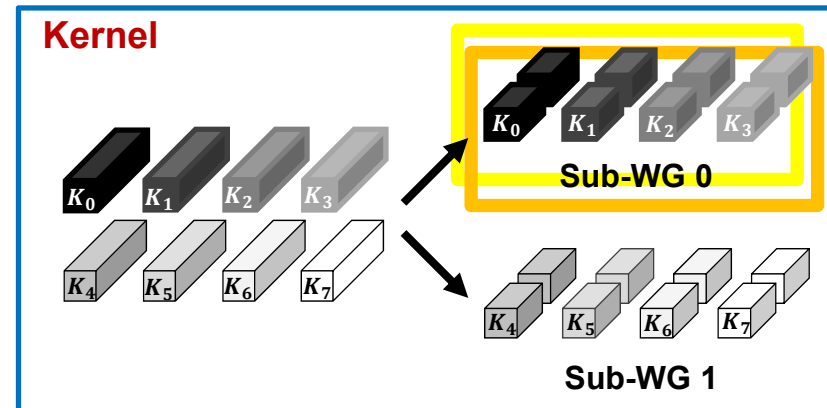 Kernel
K₀ K₁ K₂ K₃
K₄ K₅ K₆ K₇
K₀ K₁ K₂ K₃
Sub-WG 0
K₄ K₅ K₆ K₇
Sub-WG 1